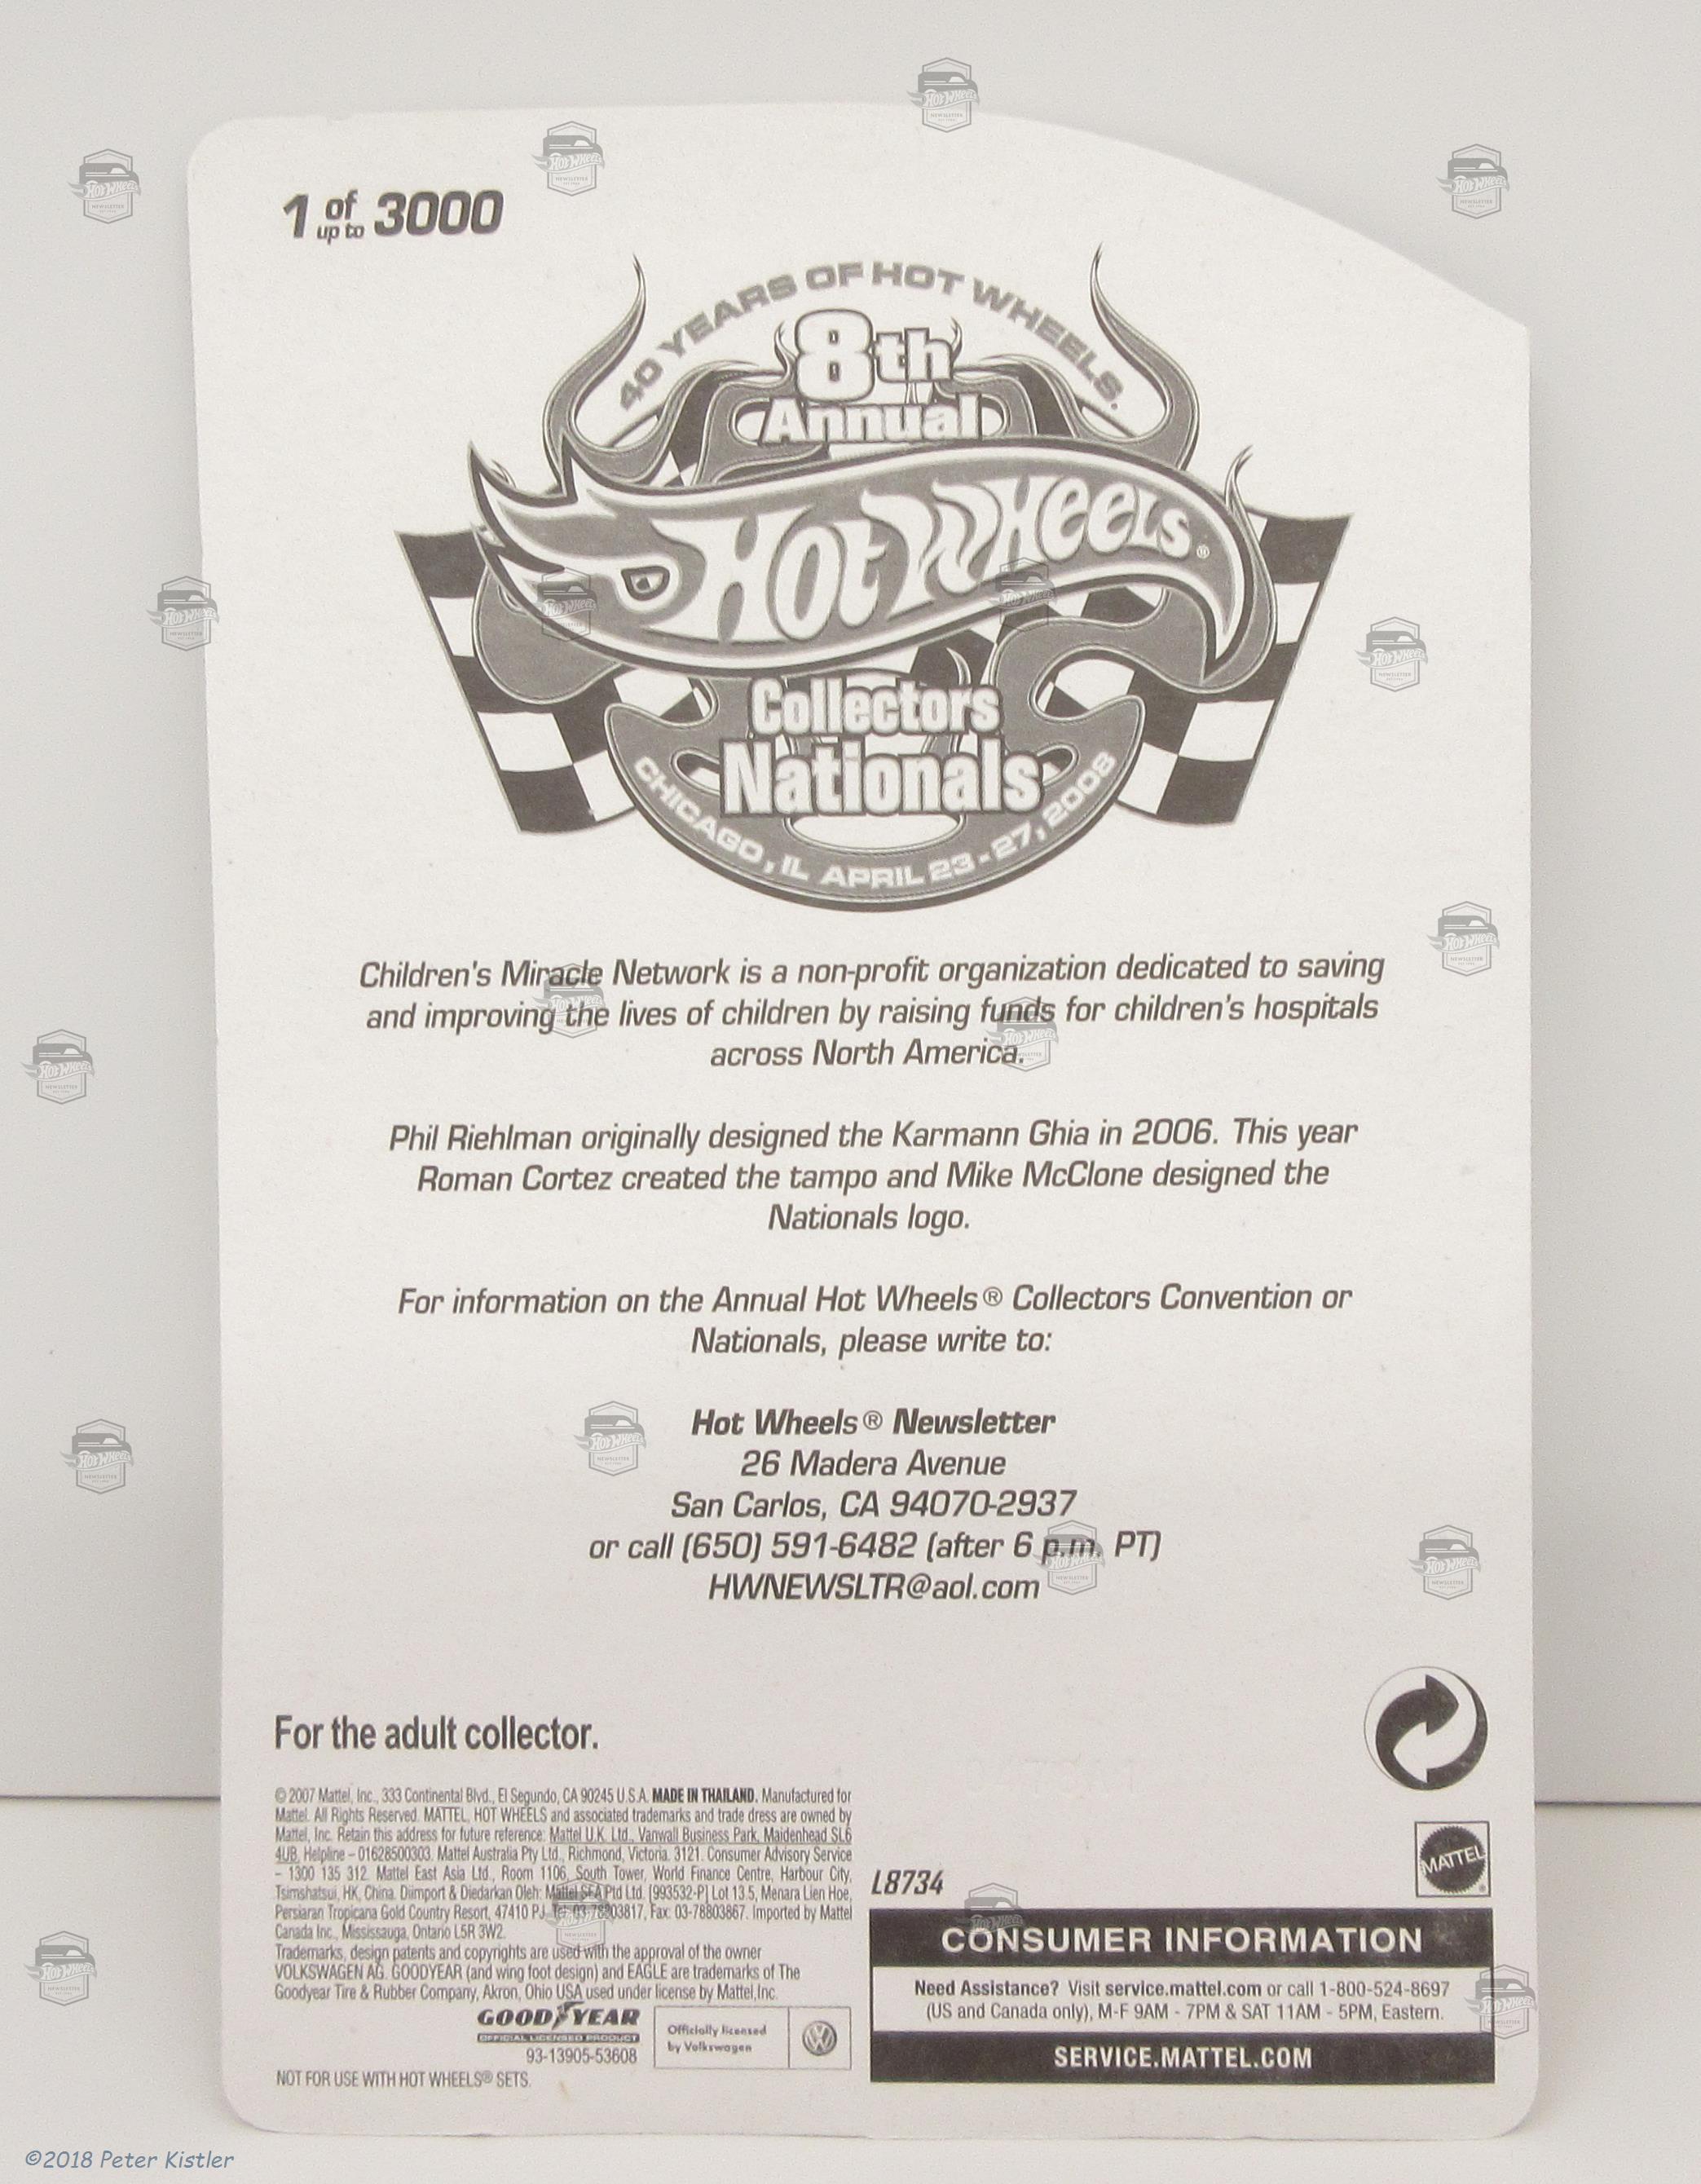 1 of up to 3000
40 YEARS OF HOT WHEELS.
8th
Annual
Hot Wheels®
Collectors
Nationals
CHICAGO, IL APRIL 23-27, 2008
Children's Miracle Network is a non-profit organization dedicated to saving
and improving the lives of children by raising funds for children's hospitals
across North America.
Phil Riehlman originally designed the Karmann Ghia in 2006. This year
Roman Cortez created the tampo and Mike McClone designed the
Nationals logo.
For information on the Annual Hot Wheels® Collectors Convention or
Nationals, please write to:
Hot Wheels® Newsletter
26 Madera Avenue
San Carlos, CA 94070-2937
or call (650) 591-6482 (after 6 p.m. PT)
HWNEWSLTR@aol.com
For the adult collector.
© 2007 Mattel, Inc., 333 Continental Blvd., El Segundo, CA 90245 U.S.A. MADE IN THAILAND. Manufactured for
Mattel. All Rights Reserved. MATTEL, HOT WHEELS and associated trademarks and trade dress are owned by
Mattel, Inc. Retain this address for future reference: Mattel U.K. Ltd., Vanwall Business Park, Maidenhead SL6
4UB, Helpline – 01628500303. Mattel Australia Pty Ltd., Richmond, Victoria. 3121. Consumer Advisory Service
– 1300 135 312. Mattel East Asia Ltd., Room 1106, South Tower, World Finance Centre, Harbour City,
Tsimshatsui, HK, China. Diimport & Diedarkan Oleh: Mattel SEA Ptd Ltd. (993532-P) Lot 13.5, Menara Lien Hoe,
Persiaran Tropicana Gold Country Resort, 47410 PJ. Tel: 03-78803817, Fax: 03-78803867. Imported by Mattel
Canada Inc., Mississauga, Ontario L5R 3W2.
Trademarks, design patents and copyrights are used with the approval of the owner
VOLKSWAGEN AG. GOODYEAR (and wing foot design) and EAGLE are trademarks of The
Goodyear Tire & Rubber Company, Akron, Ohio USA used under license by Mattel, Inc.
GOODYEAR
OFFICIAL LICENSED PRODUCT
93-13905-53608
Officially licensed
by Volkswagen
NOT FOR USE WITH HOT WHEELS® SETS.
L8734
MATTEL
CONSUMER INFORMATION
Need Assistance? Visit service.mattel.com or call 1-800-524-8697
(US and Canada only), M-F 9AM - 7PM & SAT 11AM - 5PM, Eastern.
SERVICE.MATTEL.COM
©2018 Peter Kistler